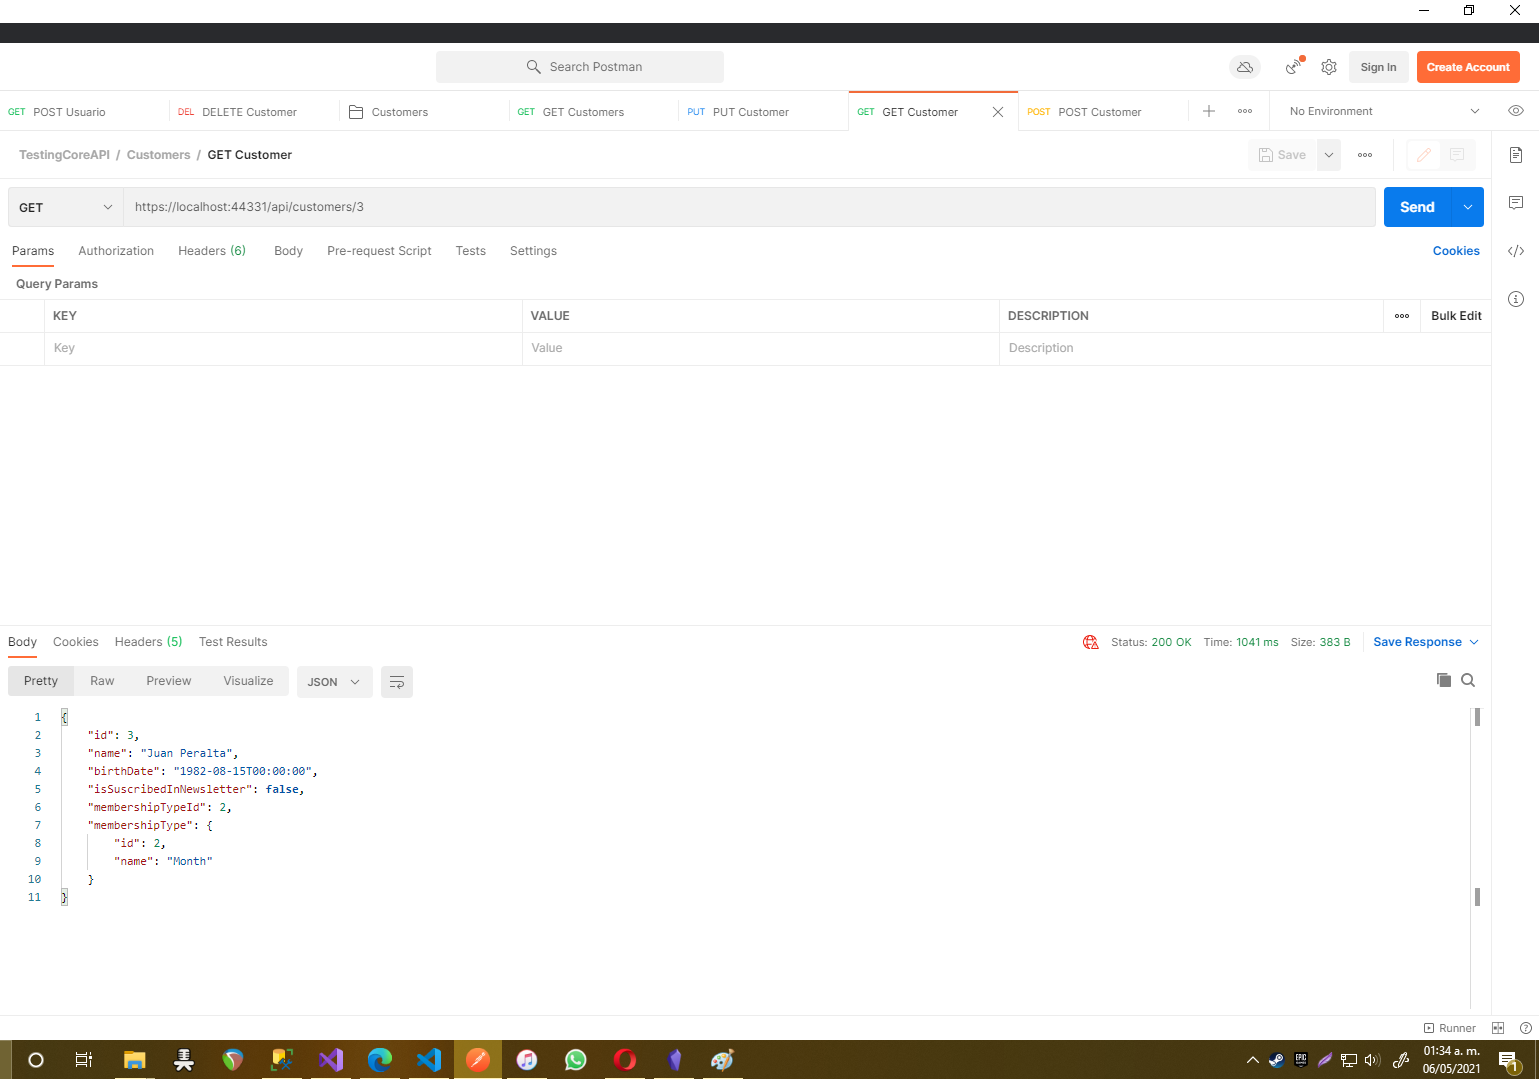 Search Postman
Sign In
Create Account
GET POST Usuario
DEL DELETE Customer
Customers
GET GET Customers
PUT PUT Customer
GET GET Customer
POST POST Customer
No Environment
TestingCoreAPI / Customers / GET Customer
Save
GET
https://localhost:44331/api/customers/3
Send
Params Authorization Headers (6) Body Pre-request Script Tests Settings
Cookies
Query Params
KEY VALUE DESCRIPTION
Bulk Edit
Key Value Description
Body Cookies Headers (5) Test Results
Status: 200 OK Time: 1041 ms Size: 383 B
Save Response
Pretty Raw Preview Visualize JSON
1 {
2 "id": 3,
3 "name": "Juan Peralta",
4 "birthDate": "1982-08-15T00:00:00",
5 "isSuscribedInNewsletter": false,
6 "membershipTypeId": 2,
7 "membershipType": {
8 "id": 2,
9 "name": "Month"
10 }
11 }
Runner
EPIC
01:34 a. m.
06/05/2021
1